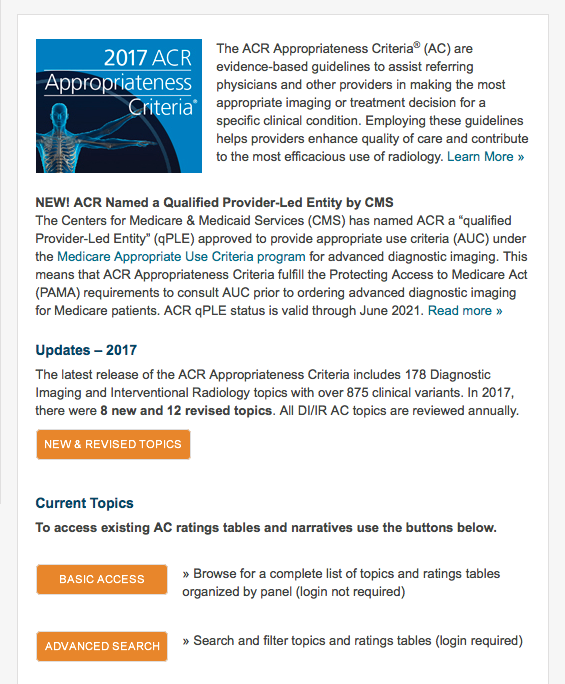 2017 ACR
Appropriateness
Criteria®
The ACR Appropriateness Criteria® (AC) are
evidence-based guidelines to assist referring
physicians and other providers in making the most
appropriate imaging or treatment decision for a
specific clinical condition. Employing these guidelines
helps providers enhance quality of care and contribute
to the most efficacious use of radiology. Learn More »
NEW! ACR Named a Qualified Provider-Led Entity by CMS
The Centers for Medicare & Medicaid Services (CMS) has named ACR a “qualified
Provider-Led Entity” (qPLE) approved to provide appropriate use criteria (AUC) under
the Medicare Appropriate Use Criteria program for advanced diagnostic imaging. This
means that ACR Appropriateness Criteria fulfill the Protecting Access to Medicare Act
(PAMA) requirements to consult AUC prior to ordering advanced diagnostic imaging
for Medicare patients. ACR qPLE status is valid through June 2021. Read more »
Updates – 2017
The latest release of the ACR Appropriateness Criteria includes 178 Diagnostic
Imaging and Interventional Radiology topics with over 875 clinical variants. In 2017,
there were 8 new and 12 revised topics. All DI/IR AC topics are reviewed annually.
NEW & REVISED TOPICS
Current Topics
To access existing AC ratings tables and narratives use the buttons below.
BASIC ACCESS
» Browse for a complete list of topics and ratings tables
organized by panel (login not required)
ADVANCED SEARCH
» Search and filter topics and ratings tables (login required)